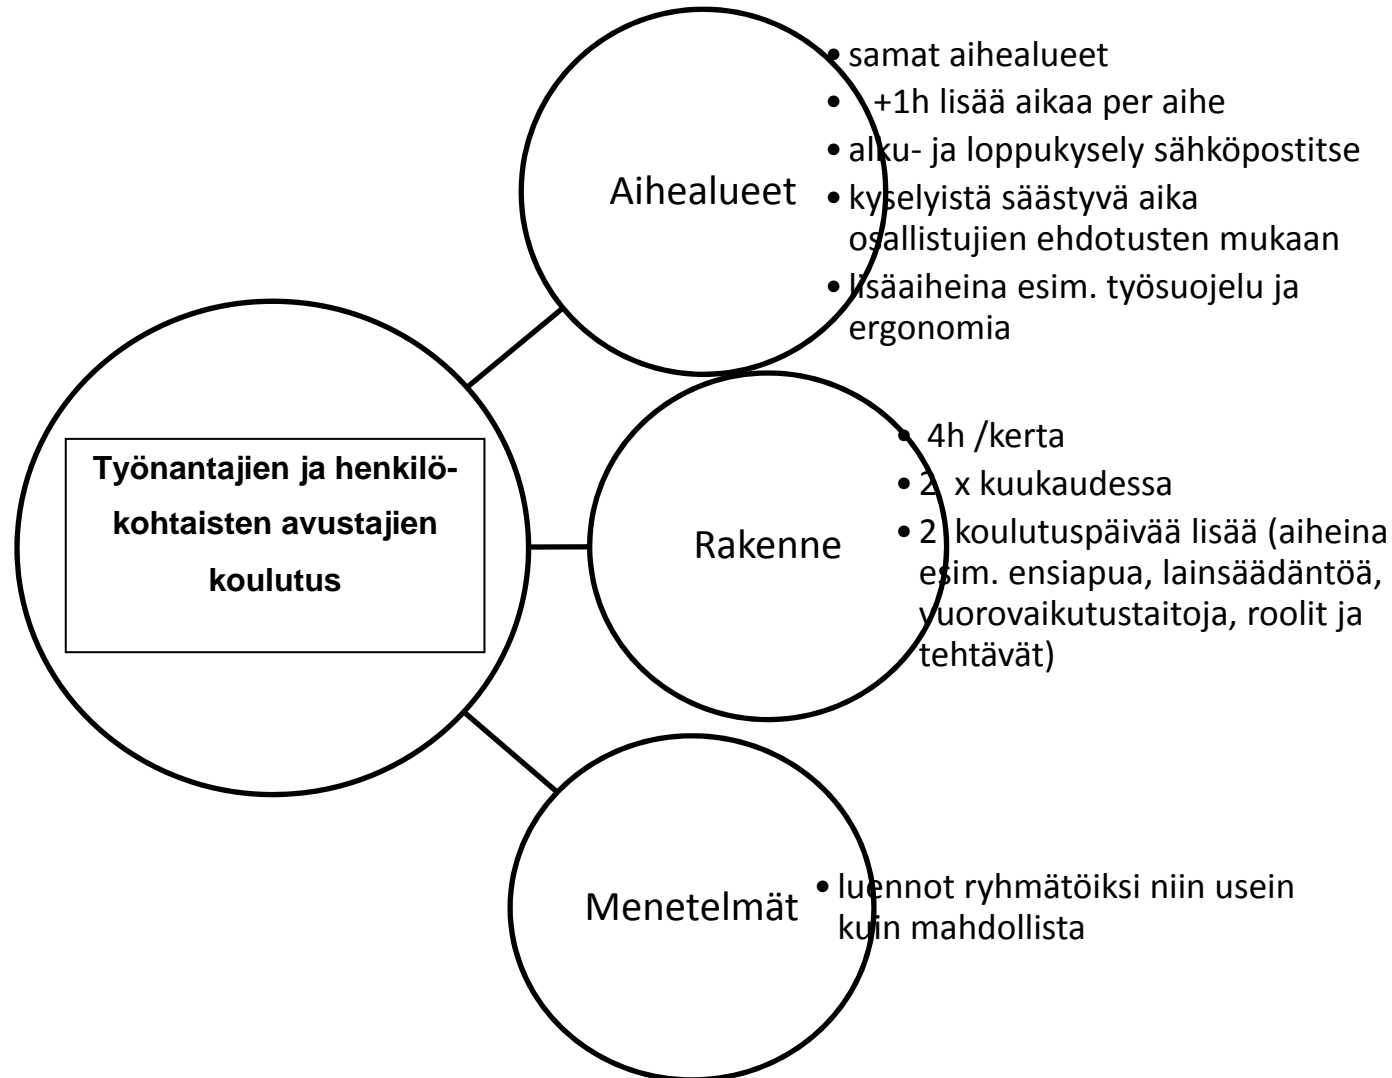 Aihealueet
• samat aihealueet
• +1h lisää aikaa per aihe
• alku- ja loppukysely sähköpostitse
• kyselyistä säästyvä aika
osallistujien ehdotusten mukaan
• lisäaiheina esim. työsuojelu ja
ergonomia
Työnantajien ja henkilö-
kohtaisten avustajien
koulutus
Rakenne
• 4h /kerta
• 2 x kuukaudessa
• 2 koulutuspäivää lisää (aiheina
esim. ensiapua, lainsäädäntöä,
vuorovaikutustaitoja, roolit ja
tehtävät)
Menetelmät
• luennot ryhmätöiksi niin usein
kuin mahdollista